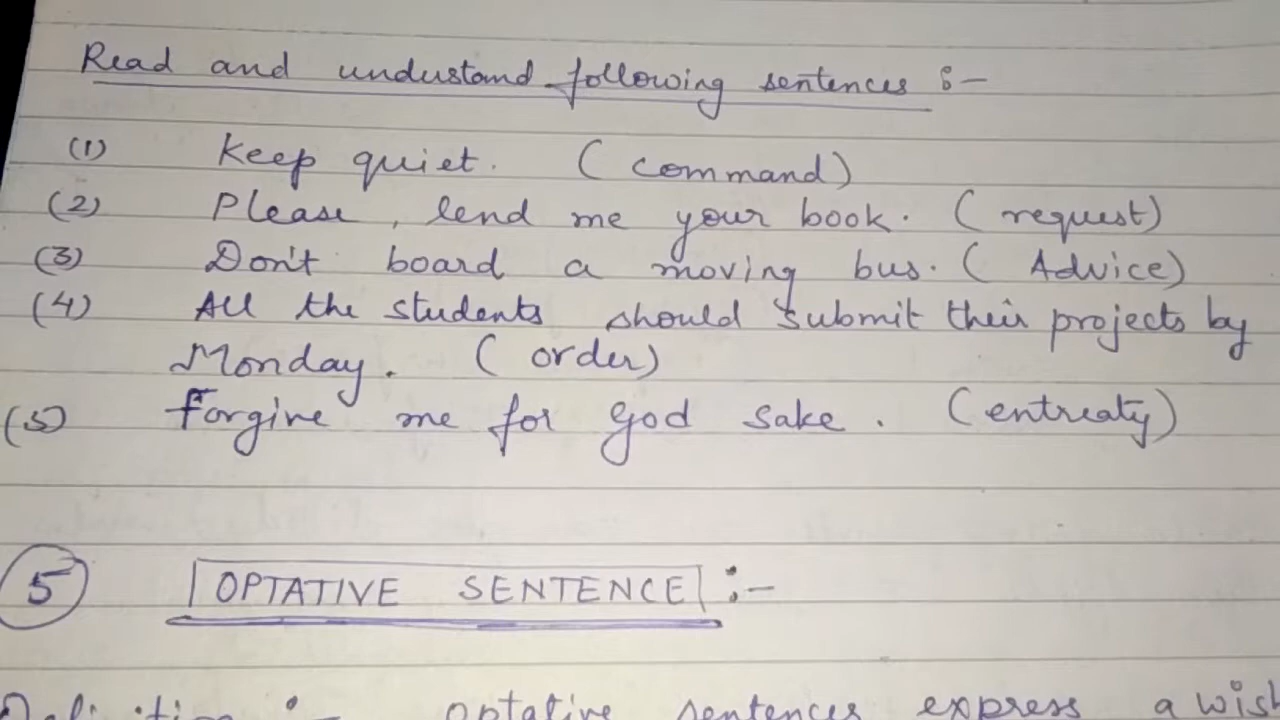 Read and understand following sentences :-
(1) Keep quiet. (command)
(2) Please, lend me your book. (request)
(3) Don't board a moving bus. (Advice)
(4) All the students should submit their projects by
Monday. (order)
(5) Forgive me for God sake. (entreaty)
5 OPTATIVE SENTENCE :-
Definition :- optative sentences express a wish